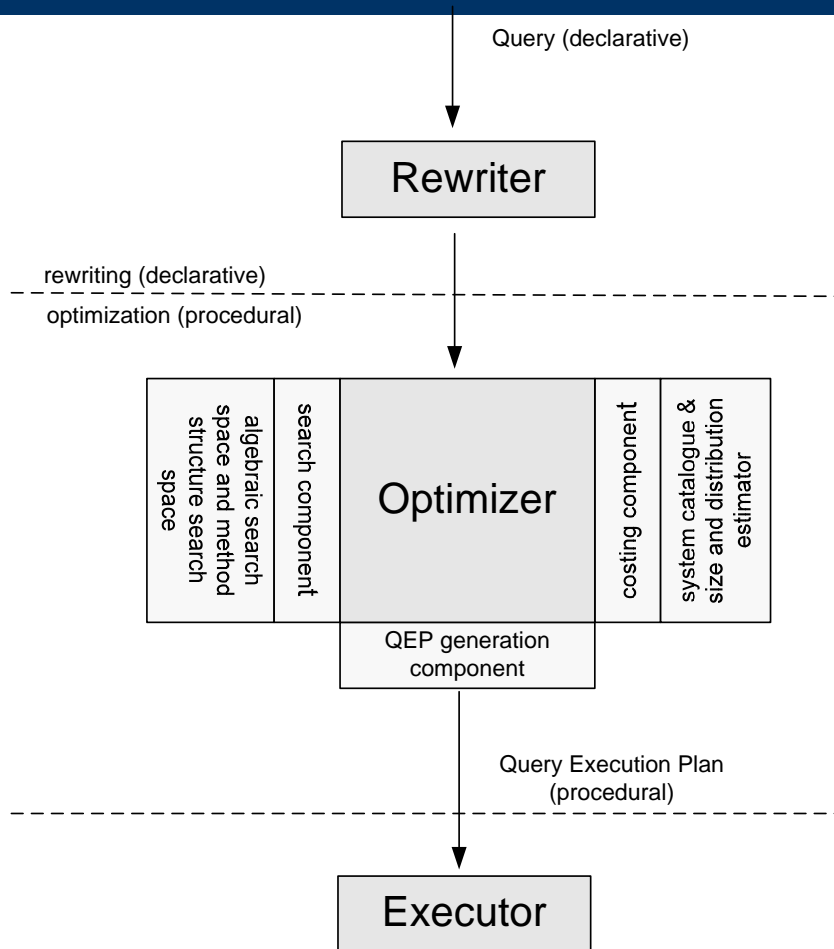 Query (declarative)
Rewriter
rewriting (declarative)
optimization (procedural)
algebraic search
space and method
structure search
space
search component
Optimizer
costing component
system catalogue &
size and distribution
estimator
QEP generation
component
Query Execution Plan
(procedural)
Executor